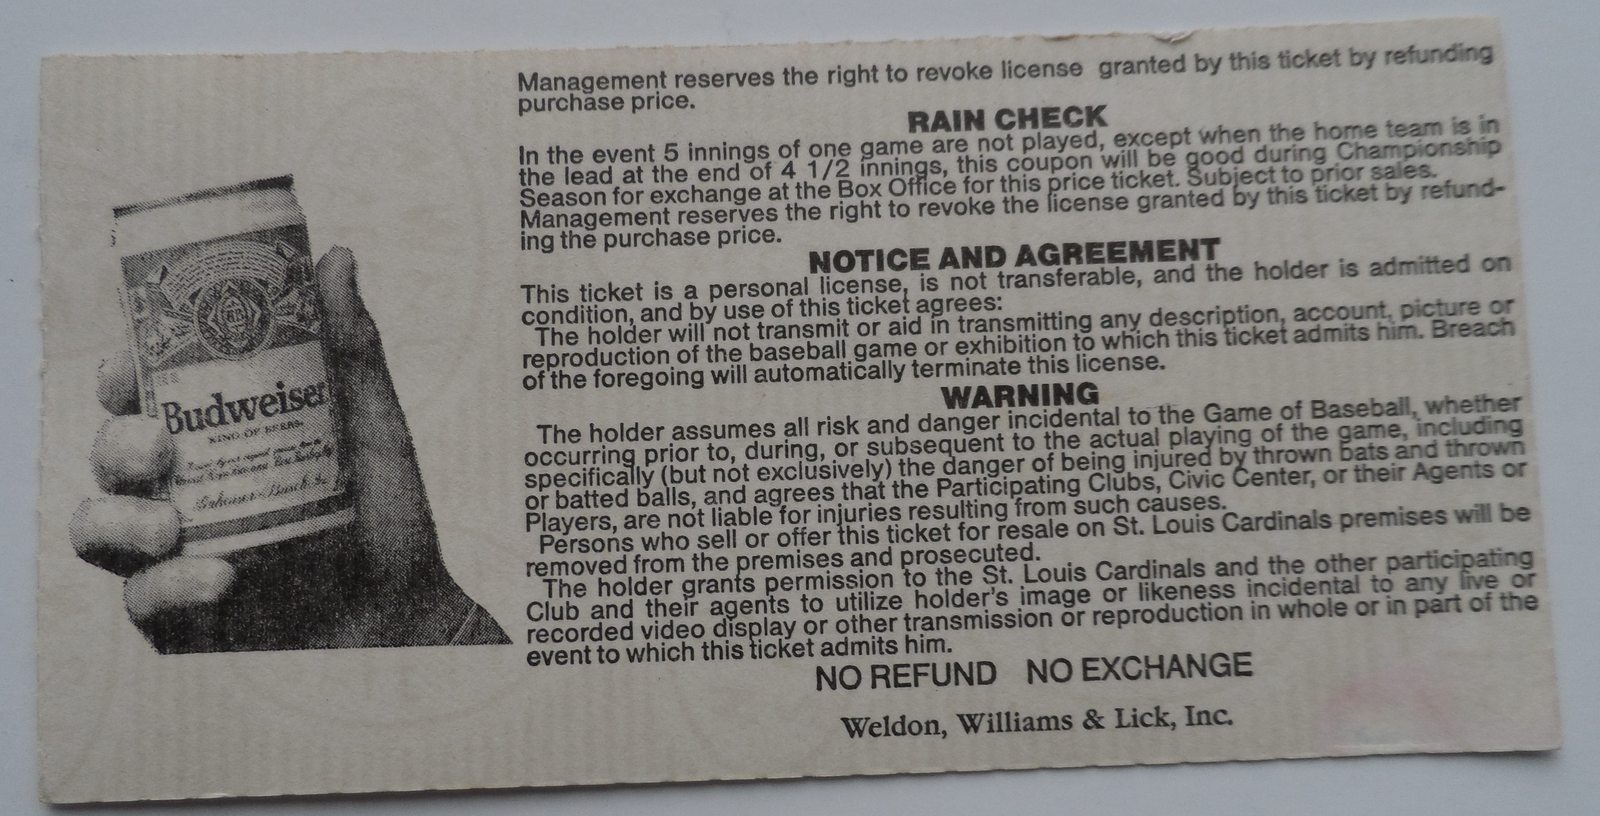 Management reserves the right to revoke license granted by this ticket by refunding
purchase price.
RAIN CHECK
In the event 5 innings of one game are not played, except when the home team is in
the lead at the end of 4 1/2 innings, this coupon will be good during Championship
Season for exchange at the Box Office for this price ticket. Subject to prior sales.
Management reserves the right to revoke the license granted by this ticket by refund-
ing the purchase price.
NOTICE AND AGREEMENT
This ticket is a personal license, is not transferable, and the holder is admitted on
condition, and by use of this ticket agrees:
The holder will not transmit or aid in transmitting any description, account, picture or
reproduction of the baseball game or exhibition to which this ticket admits him. Breach
of the foregoing will automatically terminate this license.
WARNING
The holder assumes all risk and danger incidental to the Game of Baseball, whether
occurring prior to, during, or subsequent to the actual playing of the game, including
specifically (but not exclusively) the danger of being injured by thrown bats and thrown
or batted balls, and agrees that the Participating Clubs, Civic Center, or their Agents or
Players, are not liable for injuries resulting from such causes.
Persons who sell or offer this ticket for resale on St. Louis Cardinals premises will be
removed from the premises and prosecuted.
The holder grants permission to the St. Louis Cardinals and the other participating
Club and their agents to utilize holder's image or likeness incidental to any live or
recorded video display or other transmission or reproduction in whole or in part of the
event to which this ticket admits him.
NO REFUND NO EXCHANGE
Weldon, Williams & Lick, Inc.
Budweiser
KING OF BEERS